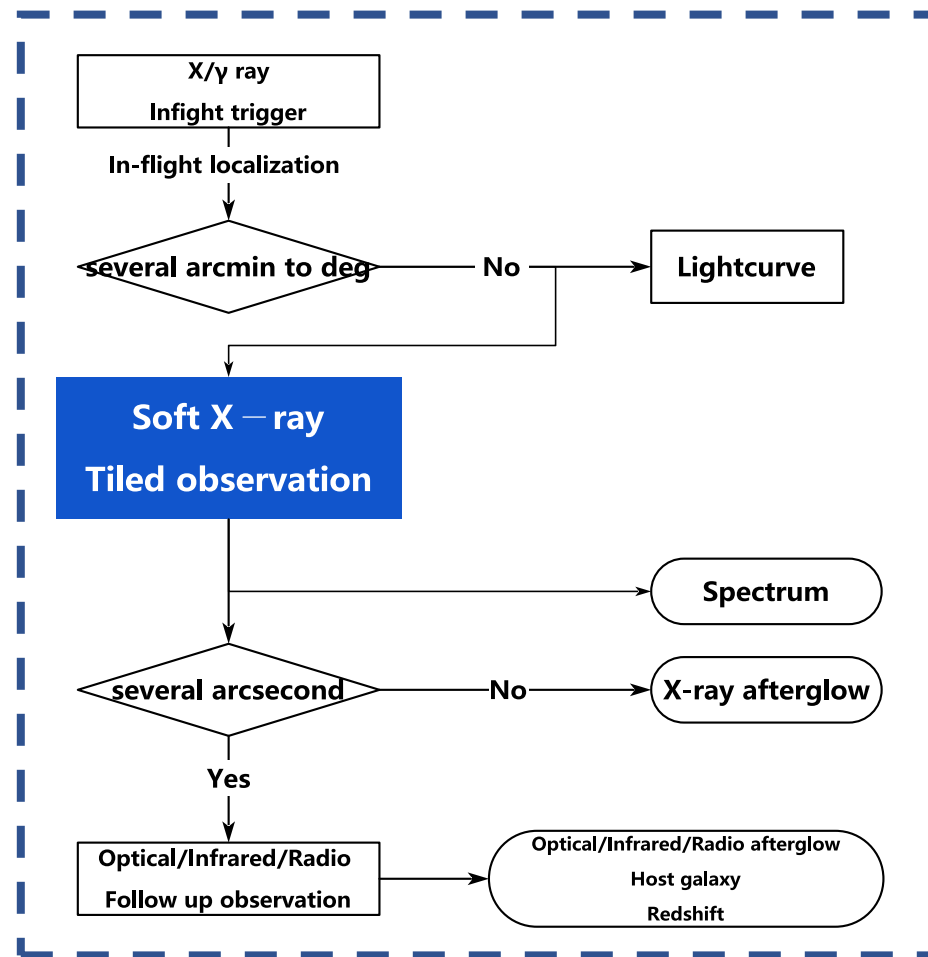 X/γ ray
Infight trigger
In-flight localization
several arcmin to deg
No
Lightcurve
Soft X—ray
Tiled observation
Spectrum
several arcsecond
No
X-ray afterglow
Yes
Optical/Infrared/Radio
Follow up observation
Optical/Infrared/Radio afterglow
Host galaxy
Redshift